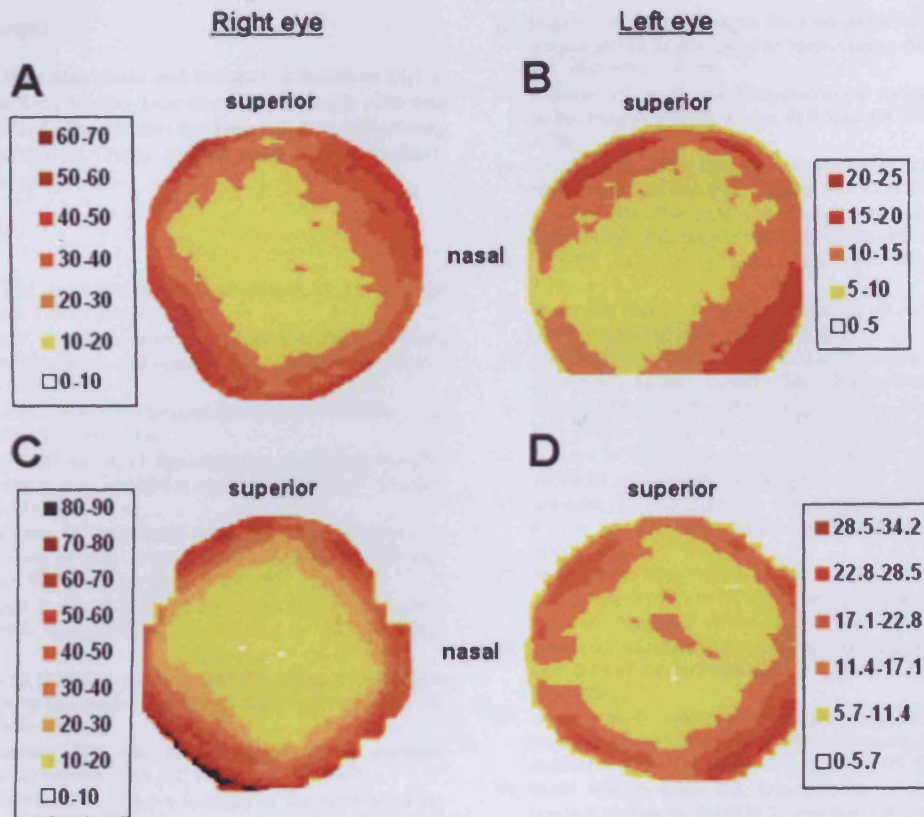 Right eye
Left eye
A
superior
60-70
50-60
40-50
30-40
20-30
10-20
0-10
nasal
B
superior
20-25
15-20
10-15
5-10
0-5
C
superior
80-90
70-80
60-70
50-60
40-50
30-40
20-30
10-20
0-10
nasal
D
superior
28.5-34.2
22.8-28.5
17.1-22.8
11.4-17.1
5.7-11.4
0-5.7